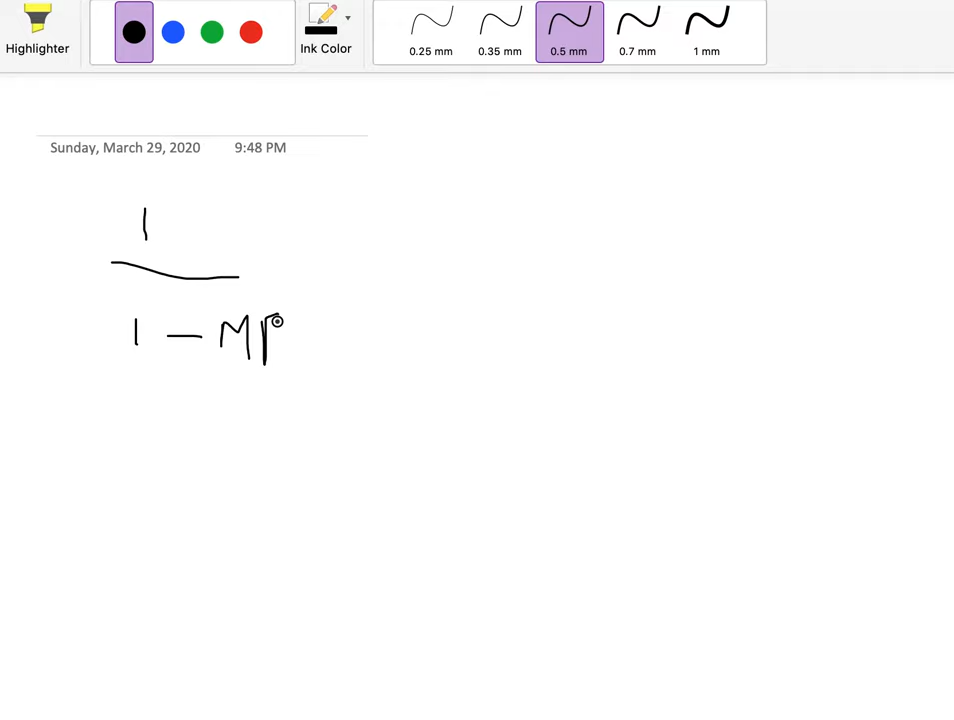 Highlighter
Ink Color
0.25 mm
0.35 mm
0.5 mm
0.7 mm
1 mm
Sunday, March 29, 2020 9:48 PM
1
1 — MP